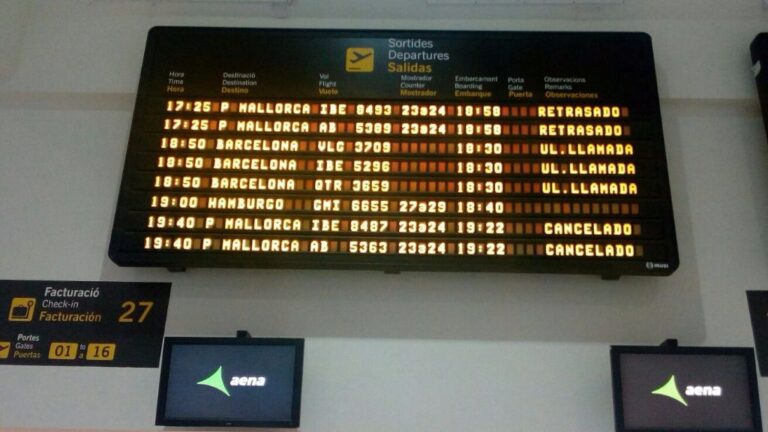 Sortides
Departures
Salidas
Hora Time Hora
Destinació Destination Destino
Vol Flight Vuelo
Mostrador Counter Mostrador
Embarcament Boarding Embarque
Porta Gate Puerta
Observacions Remarks Observaciones
17:25 P MALLORCA IBE 8493 23a24 18:58 RETRASADO
17:25 P MALLORCA AB 5369 23a24 18:58 RETRASADO
18:50 BARCELONA VLG 3709 18:30 UL.LLAMADA
18:50 BARCELONA IBE 5296 18:30 UL.LLAMADA
18:50 BARCELONA QTR 3659 18:30 UL.LLAMADA
19:00 HAMBURGO GMI 6655 27a29 18:40
19:40 P MALLORCA IBE 8487 23a24 19:22 CANCELADO
19:40 P MALLORCA AB 5363 23a24 19:22 CANCELADO
IKUSI
Facturació
Check-in
Facturación 27
Portes
Gates
Puertas 01 to a 16
aena
aena